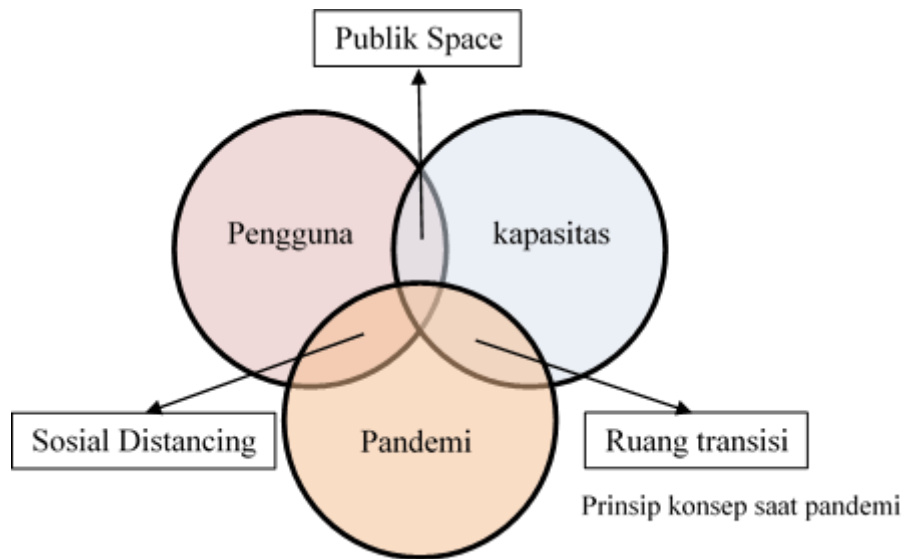 Publik Space
Pengguna
kapasitas
Sosial Distancing
Pandemi
Ruang transisi
Prinsip konsep saat pandemi